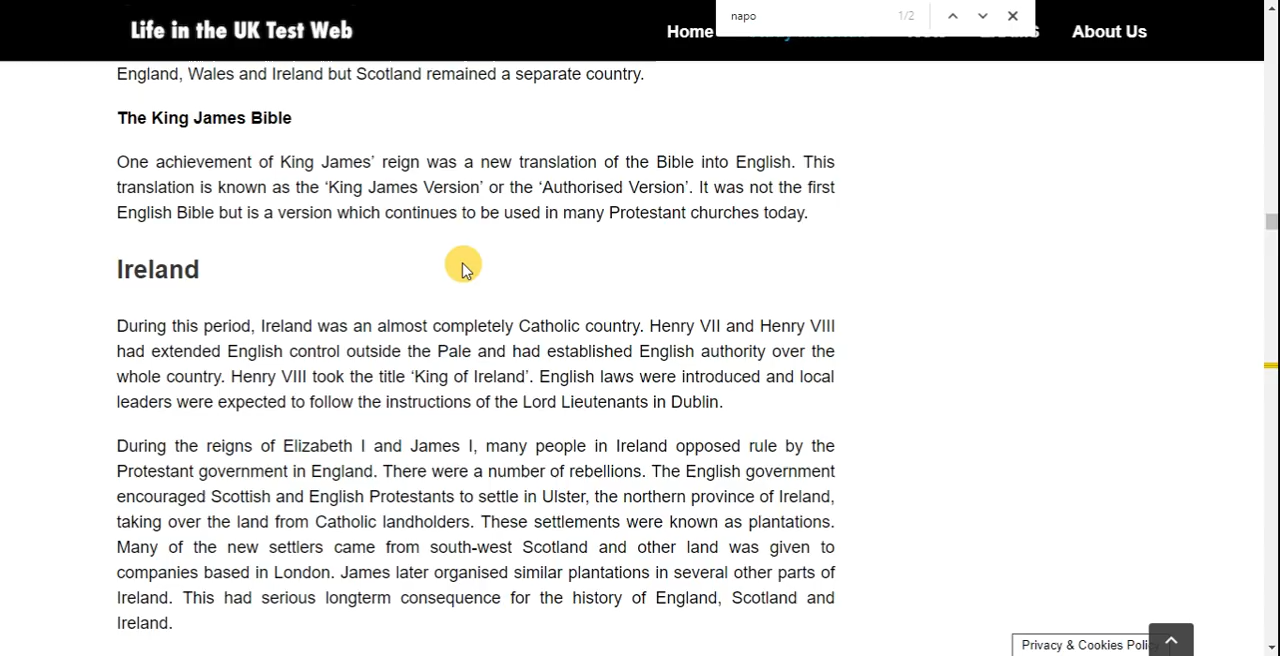 Life in the UK Test Web
napo
1/2
Home
About Us
England, Wales and Ireland but Scotland remained a separate country.
The King James Bible
One achievement of King James’ reign was a new translation of the Bible into English. This
translation is known as the ‘King James Version’ or the ‘Authorised Version’. It was not the first
English Bible but is a version which continues to be used in many Protestant churches today.
Ireland
During this period, Ireland was an almost completely Catholic country. Henry VII and Henry VIII
had extended English control outside the Pale and had established English authority over the
whole country. Henry VIII took the title ‘King of Ireland’. English laws were introduced and local
leaders were expected to follow the instructions of the Lord Lieutenants in Dublin.
During the reigns of Elizabeth I and James I, many people in Ireland opposed rule by the
Protestant government in England. There were a number of rebellions. The English government
encouraged Scottish and English Protestants to settle in Ulster, the northern province of Ireland,
taking over the land from Catholic landholders. These settlements were known as plantations.
Many of the new settlers came from south-west Scotland and other land was given to
companies based in London. James later organised similar plantations in several other parts of
Ireland. This had serious longterm consequence for the history of England, Scotland and
Ireland.
Privacy & Cookies Polic